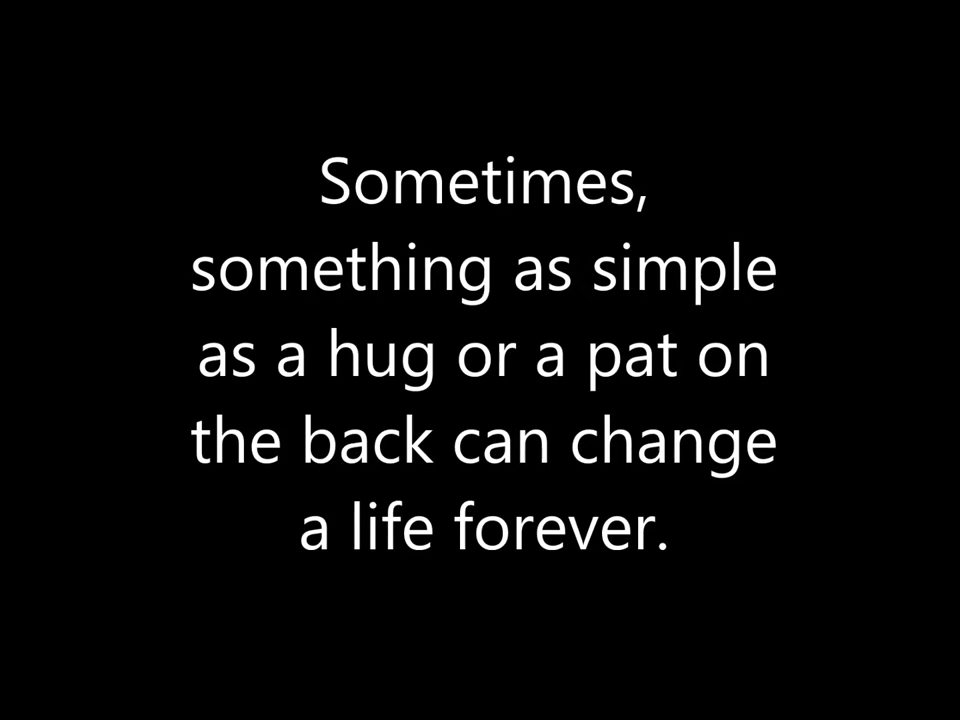 Sometimes,
something as simple
as a hug or a pat on
the back can change
a life forever.